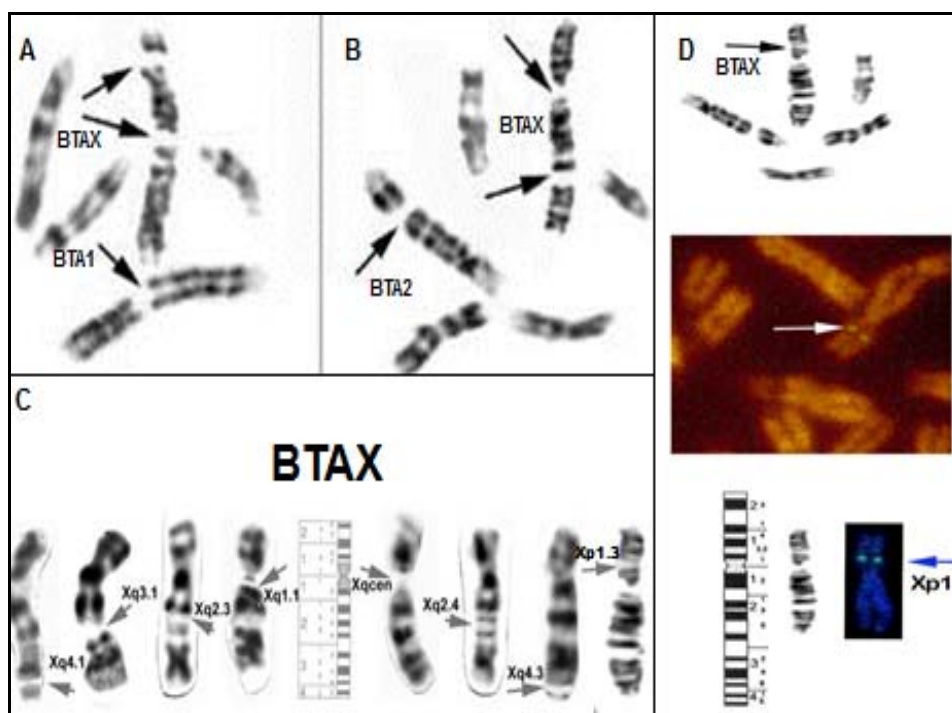 A
BTAX
BTA1
B
BTAX
BTA2
C
BTAX
Xq4.1
Xq3.1
Xq2.3
Xq1.1
Xqcen
Xq2.4
Xq4.3
Xp1.3
D
BTAX
Xp1